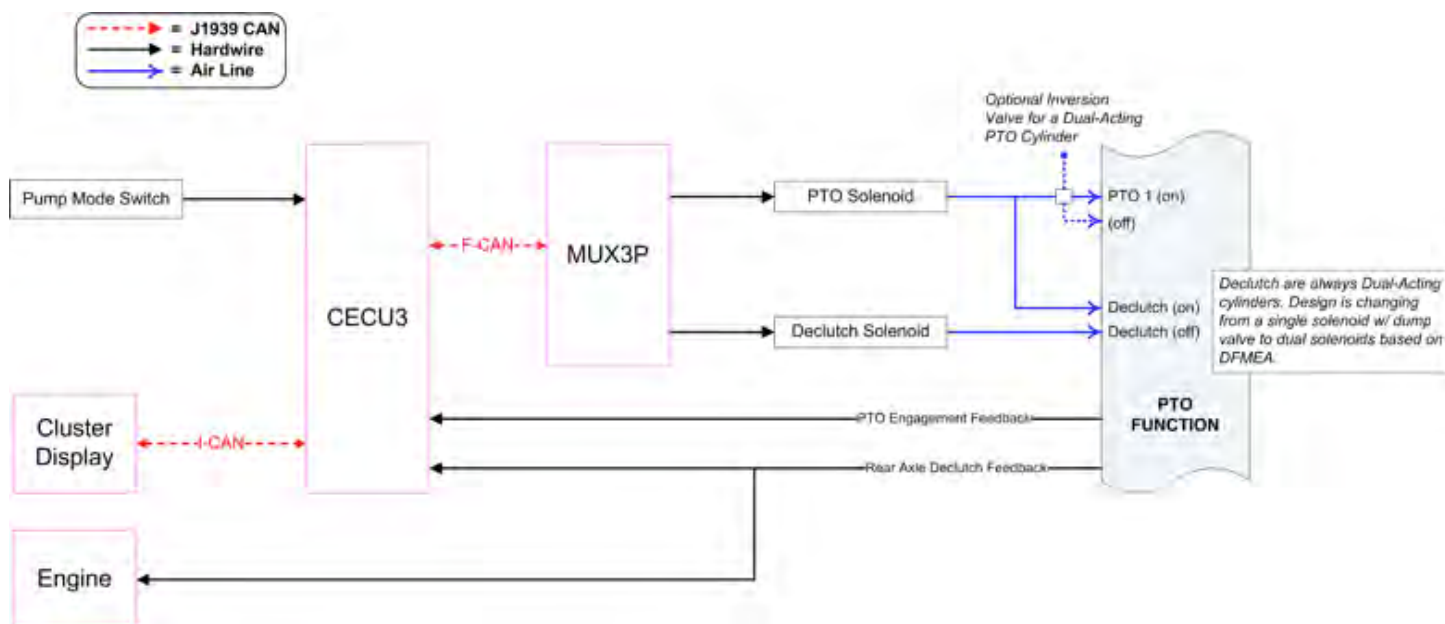 = J1939 CAN
= Hardwire
= Air Line
Optional Inversion
Valve for a Dual-Acting
PTO Cylinder
Pump Mode Switch
CECU3
F-CAN
MUX3P
PTO Solenoid
PTO 1 (on)
(off)
Declutch (on)
Declutch Solenoid
Declutch (off)
Declutch are always Dual-Acting
cylinders. Design is changing
from a single solenoid w/ dump
valve to dual solenoids based on
DFMEA.
PTO Engagement Feedback
PTO
FUNCTION
Cluster
Display
I-CAN
Rear Axle Declutch Feedback
Engine